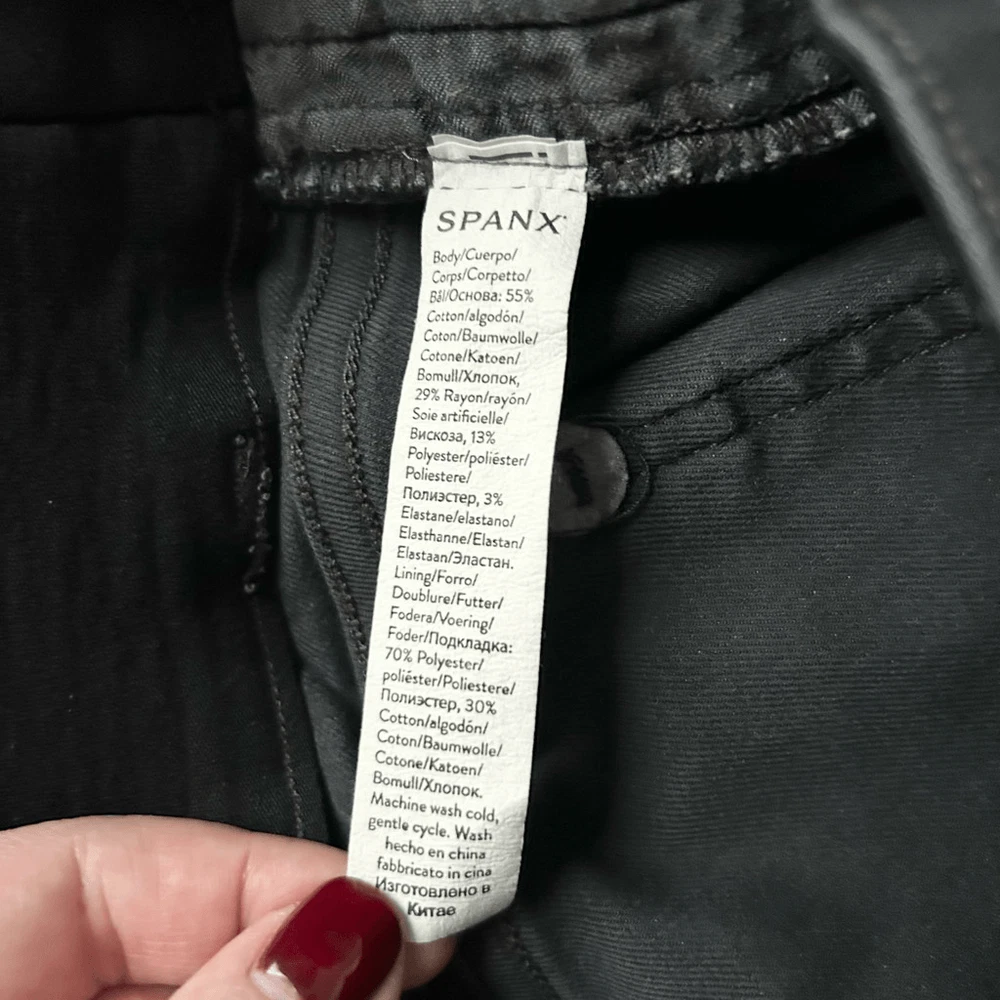 SPANX
Body/Cuerpo/
Corps/Corpetto/
Bål/Основа: 55%
Cotton/algodón/
Coton/Baumwolle/
Cotone/Katoen/
Bomull/Хлопок,
29% Rayon/rayón/
Soie artificielle/
Вискоза, 13%
Polyester/poliéster/
Poliestere/
Полиэстер, 3%
Elastane/elastano/
Elasthanne/Elastan/
Elastaan/Эластан.
Lining/Forro/
Doublure/Futter/
Fodera/Voering/
Foder/Подкладка:
70% Polyester/
poliéster/Poliestere/
Полиэстер, 30%
Cotton/algodón/
Coton/Baumwolle/
Cotone/Katoen/
Bomull/Хлопок.
Machine wash cold,
gentle cycle. Wash
hecho en china
fabbricato in cina
Изготовлено в
Китае